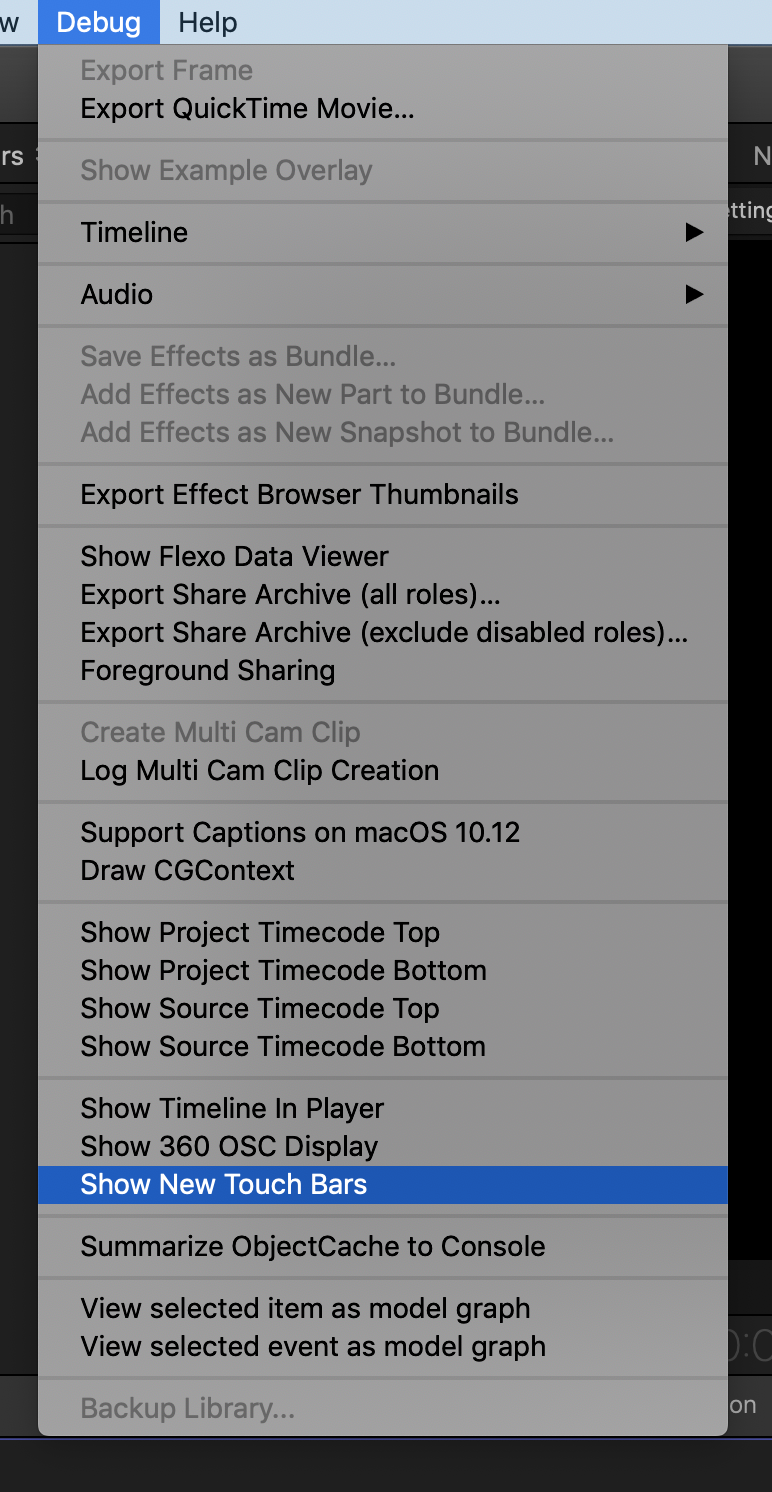 w Debug Help
Export Frame
Export QuickTime Movie...
rs N
Show Example Overlay
h etting
Timeline
Audio
Save Effects as Bundle...
Add Effects as New Part to Bundle...
Add Effects as New Snapshot to Bundle...
Export Effect Browser Thumbnails
Show Flexo Data Viewer
Export Share Archive (all roles)...
Export Share Archive (exclude disabled roles)...
Foreground Sharing
Create Multi Cam Clip
Log Multi Cam Clip Creation
Support Captions on macOS 10.12
Draw CGContext
Show Project Timecode Top
Show Project Timecode Bottom
Show Source Timecode Top
Show Source Timecode Bottom
Show Timeline In Player
Show 360 OSC Display
Show New Touch Bars
Summarize ObjectCache to Console
View selected item as model graph
View selected event as model graph
Backup Library...
on